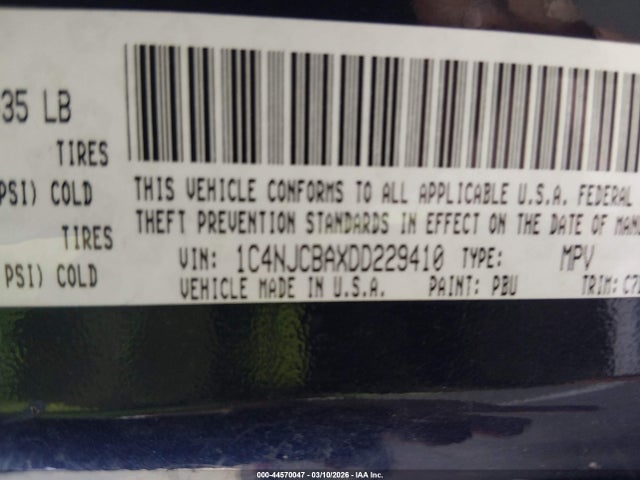 35 LB
TIRES
PSI) COLD
TIRES
PSI) COLD
THIS VEHICLE CONFORMS TO ALL APPLICABLE U.S.A. FEDERAL
THEFT PREVENTION STANDARDS IN EFFECT ON THE DATE OF MANU
VIN: 1C4NJCBAXDD229410 TYPE: MPV
VEHICLE MADE IN U.S.A. PAINT: PBU TRIM: C7
000-44570047 - 03/10/2026 - IAA Inc.